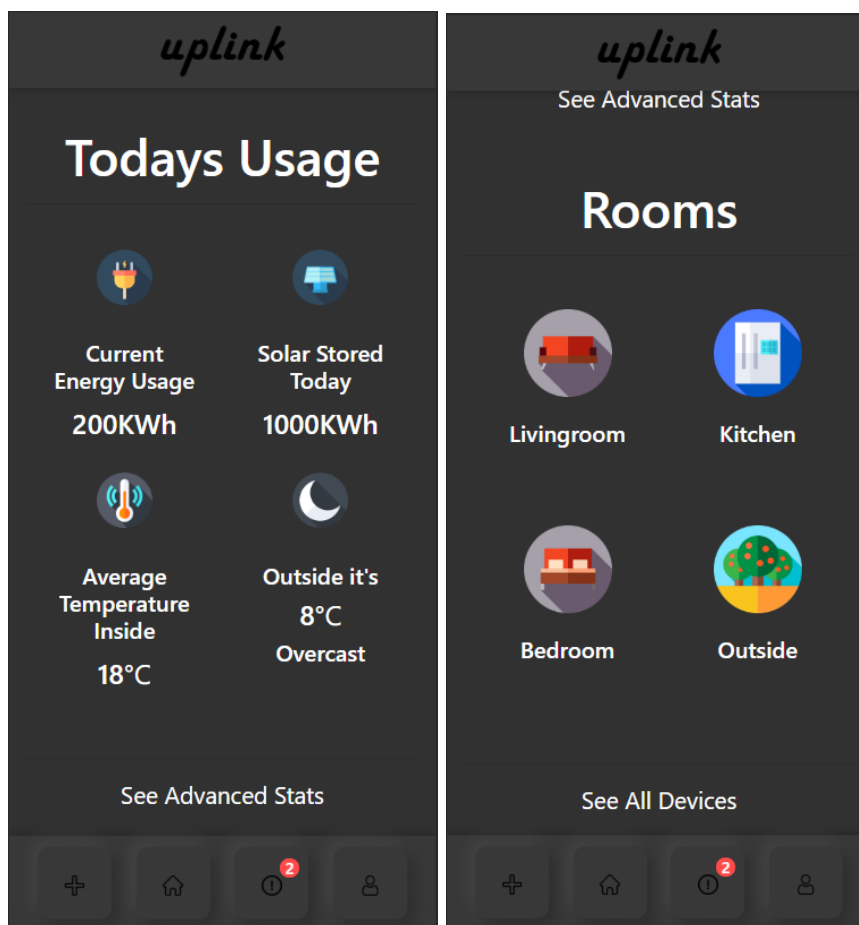 uplink
Todays Usage
Current
Energy Usage
200KWh
Solar Stored
Today
1000KWh
Average
Temperature
Inside
18°C
Outside it's
8°C
Overcast
See Advanced Stats
2
uplink
See Advanced Stats
Rooms
Livingroom
Kitchen
Bedroom
Outside
See All Devices
2